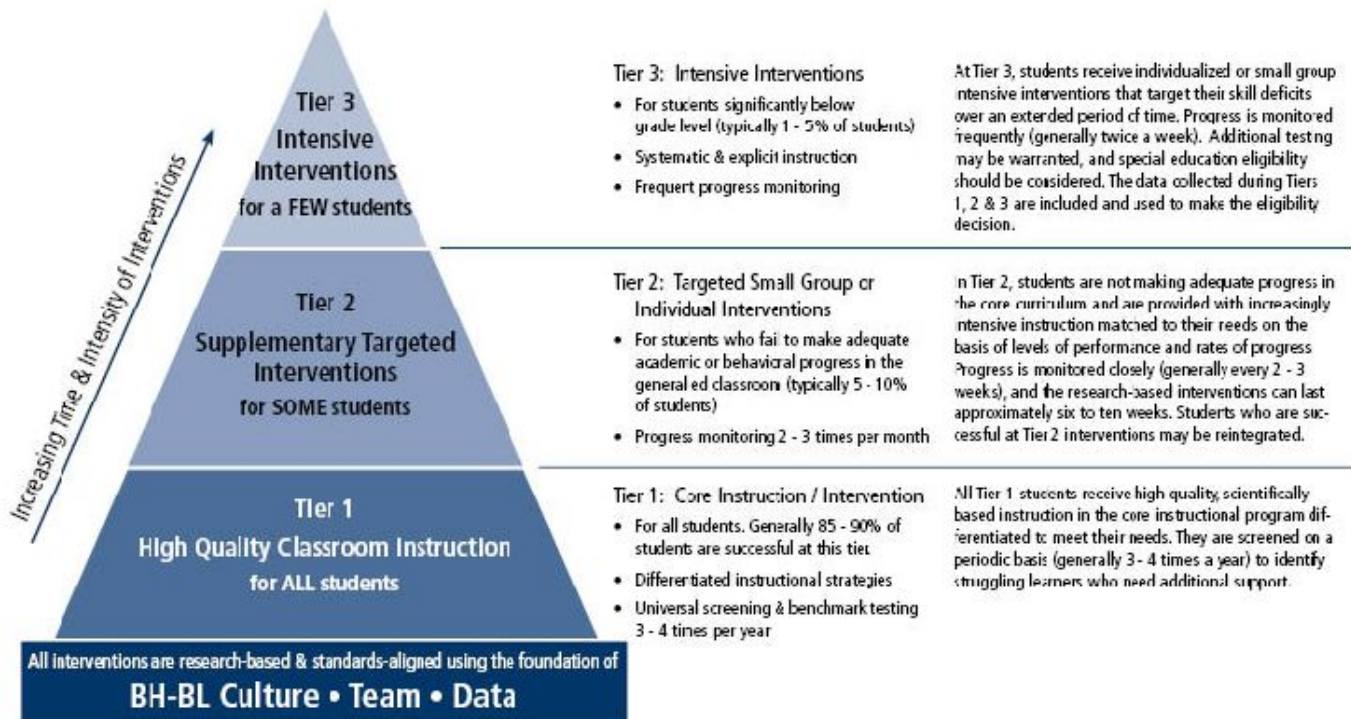 Increasing Time & Intensity of Interventions
Tier 3
Intensive
Interventions
for a FEW students
Tier 3: Intensive Interventions
• For students significantly below
grade level (typically 1 - 5% of students)
• Systematic & explicit instruction
• Frequent progress monitoring
At Tier 3, students receive individualized or small group
intensive interventions that target their skill deficits
over an extended period of time. Progress is monitored
frequently (generally twice a week). Additional testing
may be warranted, and special education eligibility
should be considered. The data collected during Tiers
1, 2 & 3 are included and used to make the eligibility
decision.
Tier 2
Supplementary Targeted
Interventions
for SOME students
Tier 2: Targeted Small Group or
Individual Interventions
• For students who fail to make adequate
academic or behavioral progress in the
general ed classroom (typically 5 - 10%
of students)
• Progress monitoring 2 - 3 times per month
In Tier 2, students are not making adequate progress in
the core curriculum and are provided with increasingly
intensive instruction matched to their needs on the
basis of levels of performance and rates of progress
Progress is monitored closely (generally every 2 - 3
weeks), and the research-based interventions can last
approximately six to ten weeks. Students who are suc-
cessful at Tier 2 interventions may be reintegrated.
Tier 1
High Quality Classroom Instruction
for ALL students
Tier 1: Core Instruction / Intervention
• For all students. Generally 85 - 90% of
students are successful at this tier
• Differentiated instructional strategies
• Universal screening & benchmark testing
3 - 4 times per year
All Tier 1 students receive high quality, scientifically
based instruction in the core instructional program dif-
ferentiated to meet their needs. They are screened on a
periodic basis (generally 3 - 4 times a year) to identify
struggling learners who need additional support.
All interventions are research-based & standards-aligned using the foundation of
BH-BL Culture • Team • Data